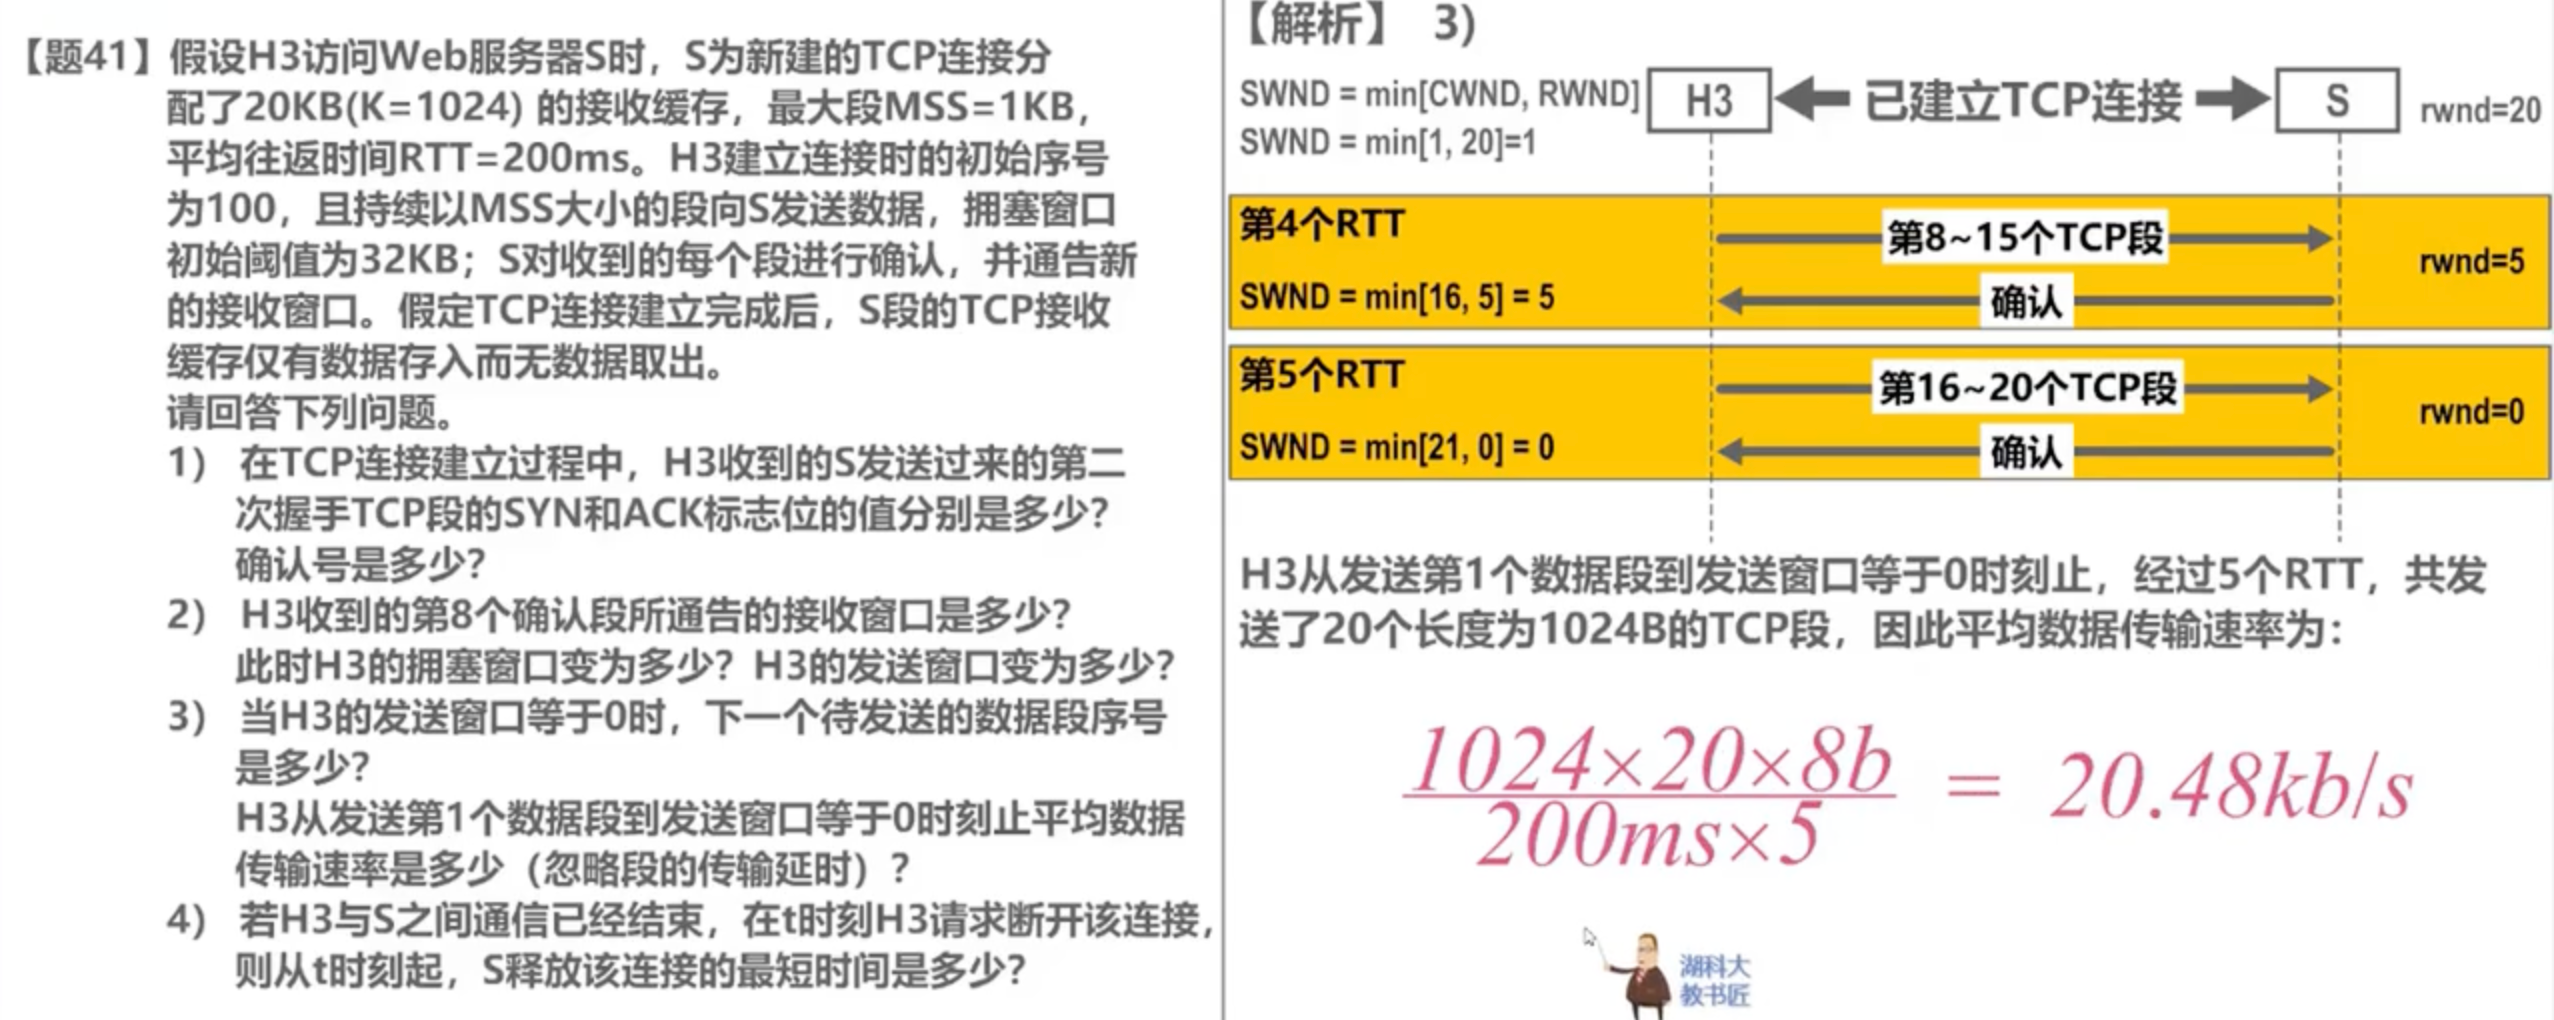 【题41】假设H3访问Web服务器S时，S为新建的TCP连接分
配了20KB(K=1024) 的接收缓存，最大段MSS=1KB，
平均往返时间RTT=200ms。H3建立连接时的初始序号
为100，且持续以MSS大小的段向S发送数据，拥塞窗口
初始阈值为32KB；S对收到的每个段进行确认，并通告新
的接收窗口。假定TCP连接建立完成后，S段的TCP接收
缓存仅有数据存入而无数据取出。
请回答下列问题。
1） 在TCP连接建立过程中，H3收到的S发送过来的第二
次握手TCP段的SYN和ACK标志位的值分别是多少？
确认号是多少？
2） H3收到的第8个确认段所通告的接收窗口是多少？
此时H3的拥塞窗口变为多少？H3的发送窗口变为多少？
3） 当H3的发送窗口等于0时，下一个待发送的数据段序号
是多少？
H3从发送第1个数据段到发送窗口等于0时刻止平均数据
传输速率是多少（忽略段的传输延时）？
4） 若H3与S之间通信已经结束，在t时刻H3请求断开该连接，
则从t时刻起，S释放该连接的最短时间是多少？
【解析】 3)
SWND = min[CWND, RWND]
SWND = min[1, 20]=1
H3
已建立TCP连接
S
rwnd=20
第4个RTT
第8~15个TCP段
rwnd=5
SWND = min[16, 5] = 5
确认
第5个RTT
第16~20个TCP段
rwnd=0
SWND = min[21, 0] = 0
确认
H3从发送第1个数据段到发送窗口等于0时刻止，经过5个RTT，共发
送了20个长度为1024B的TCP段，因此平均数据传输速率为：
1024×20×8b
200ms×5
= 20.48kb/s
湖科大
教书匠